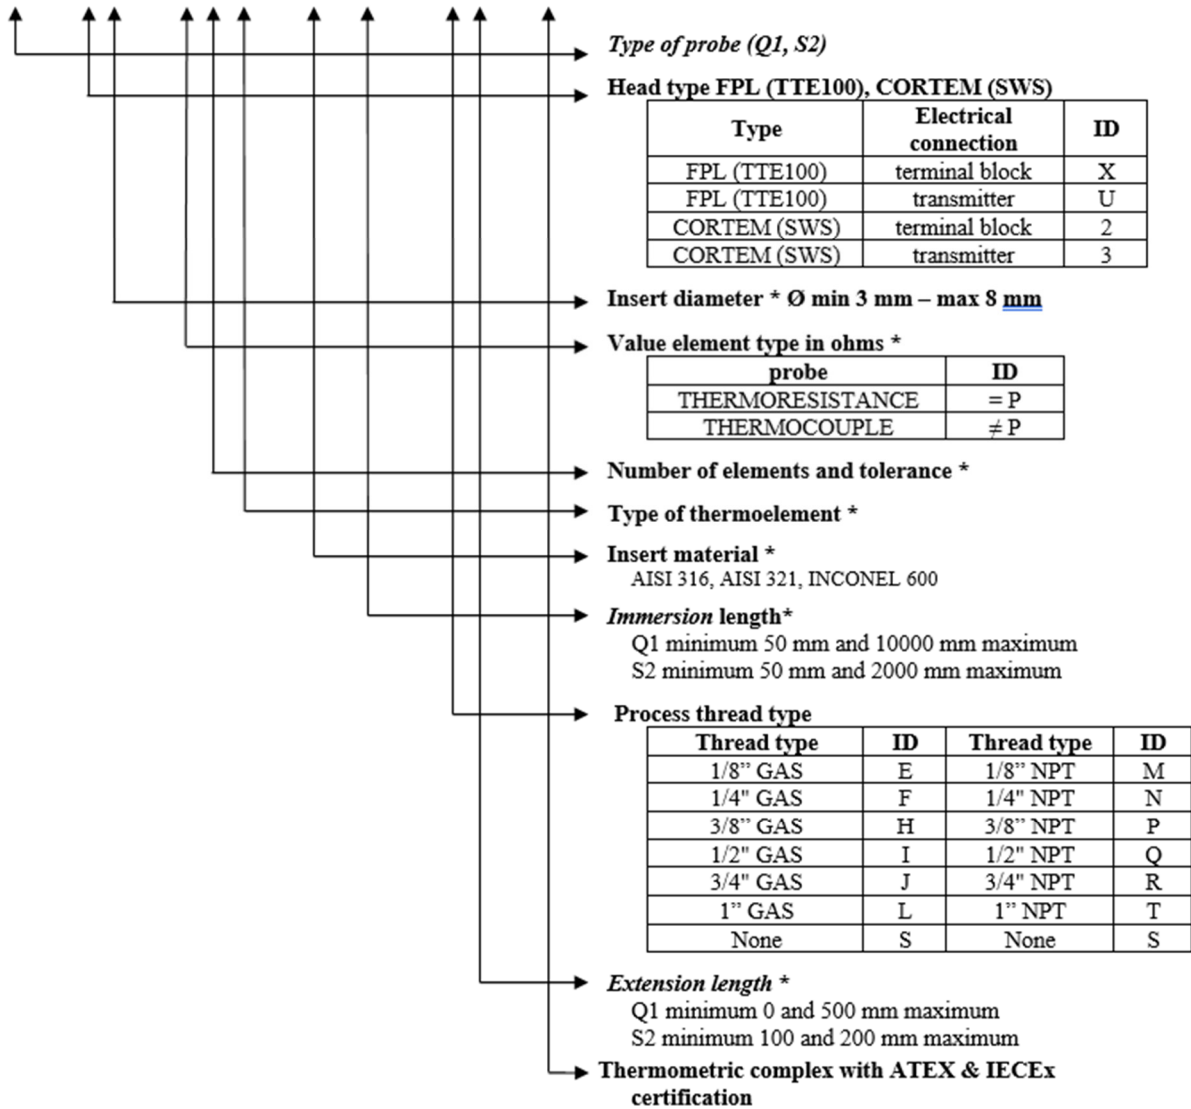 Type of probe (Q1, S2)
Head type FPL (TTE100), CORTEM (SWS)
Type Electrical connection ID
FPL (TTE100) terminal block X
FPL (TTE100) transmitter U
CORTEM (SWS) terminal block 2
CORTEM (SWS) transmitter 3
Insert diameter * Ø min 3 mm – max 8 mm
Value element type in ohms *
probe ID
THERMORESISTANCE = P
THERMOCOUPLE ≠ P
Number of elements and tolerance *
Type of thermoelement *
Insert material *
AISI 316, AISI 321, INCONEL 600
Immersion length*
Q1 minimum 50 mm and 10000 mm maximum
S2 minimum 50 mm and 2000 mm maximum
Process thread type
Thread type ID Thread type ID
1/8” GAS E 1/8” NPT M
1/4" GAS F 1/4" NPT N
3/8” GAS H 3/8” NPT P
1/2" GAS I 1/2" NPT Q
3/4" GAS J 3/4" NPT R
1” GAS L 1” NPT T
None S None S
Extension length *
Q1 minimum 0 and 500 mm maximum
S2 minimum 100 and 200 mm maximum
Thermometric complex with ATEX & IECEx
certification